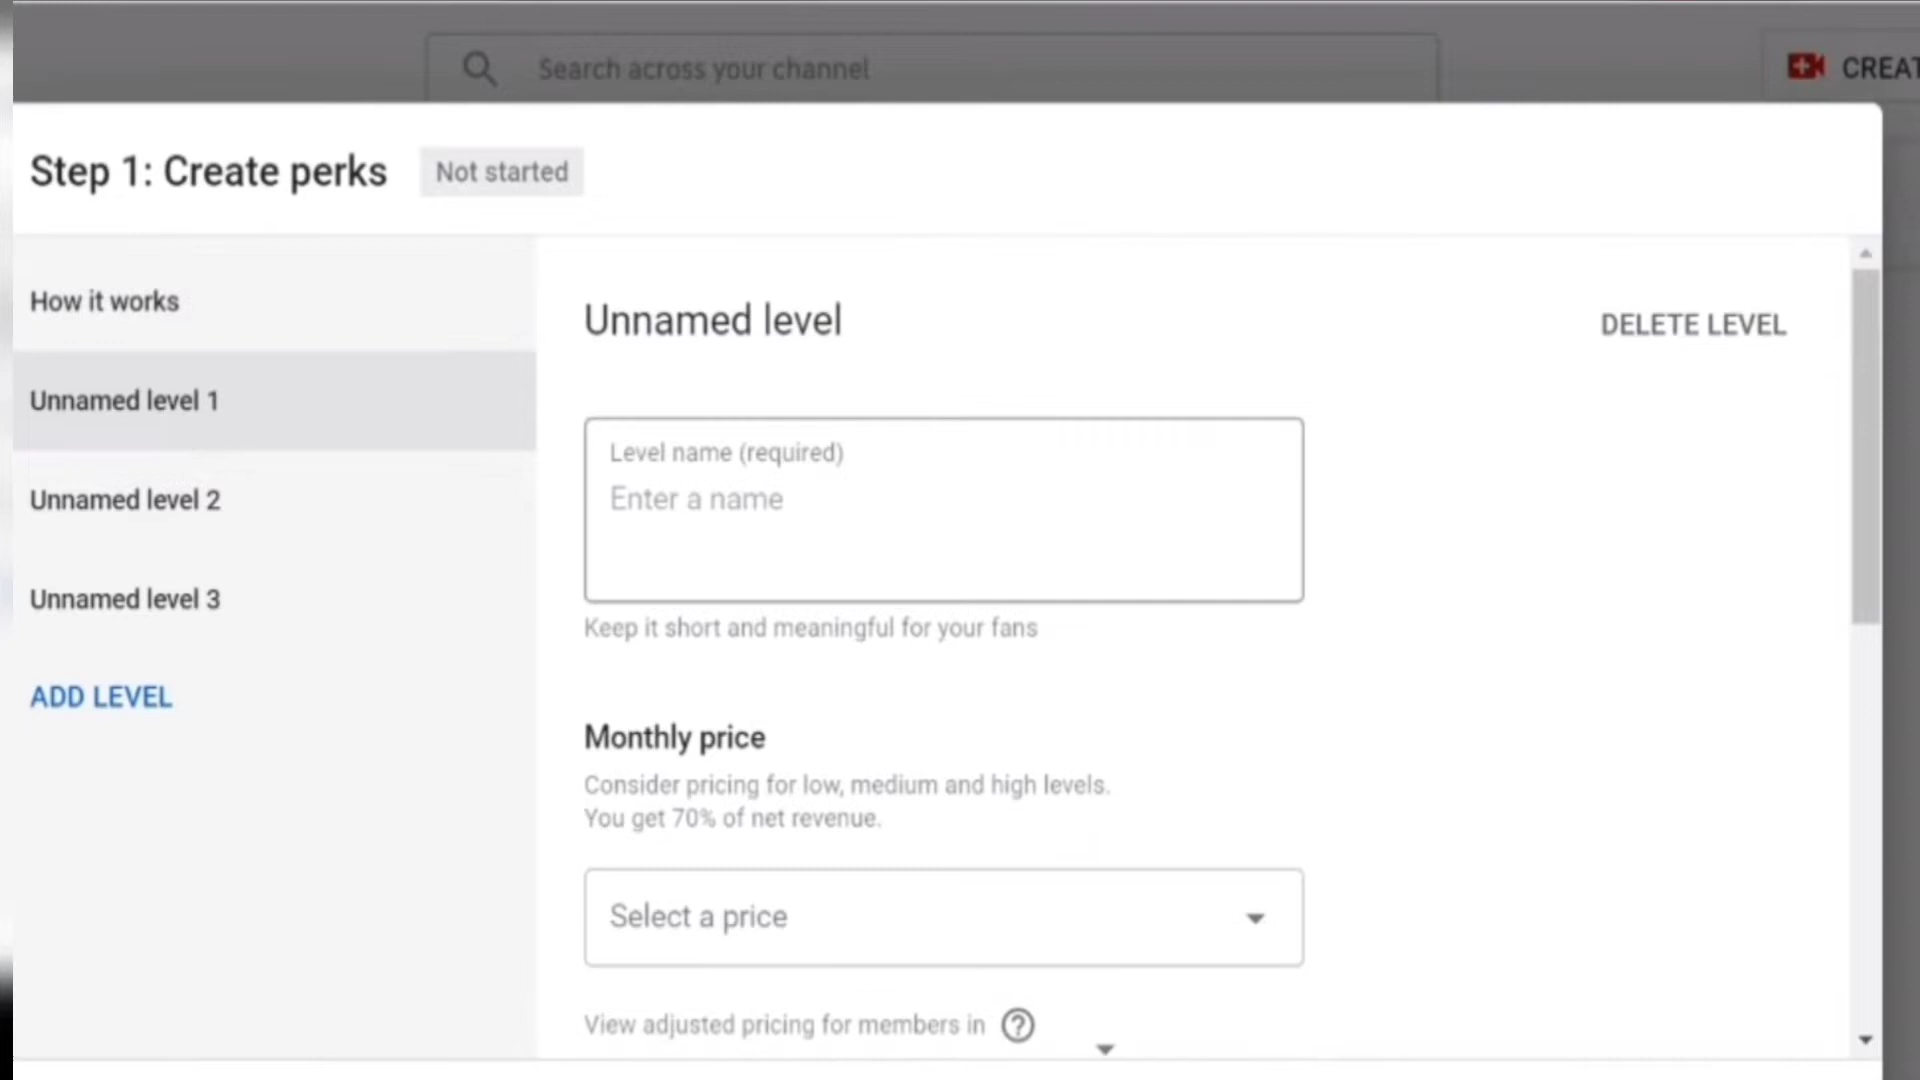 Search across your channel
CREAT
Step 1: Create perks
Not started
How it works
Unnamed level 1
Unnamed level 2
Unnamed level 3
ADD LEVEL
Unnamed level
DELETE LEVEL
Level name (required)
Enter a name
Keep it short and meaningful for your fans
Monthly price
Consider pricing for low, medium and high levels.
You get 70% of net revenue.
Select a price
View adjusted pricing for members in